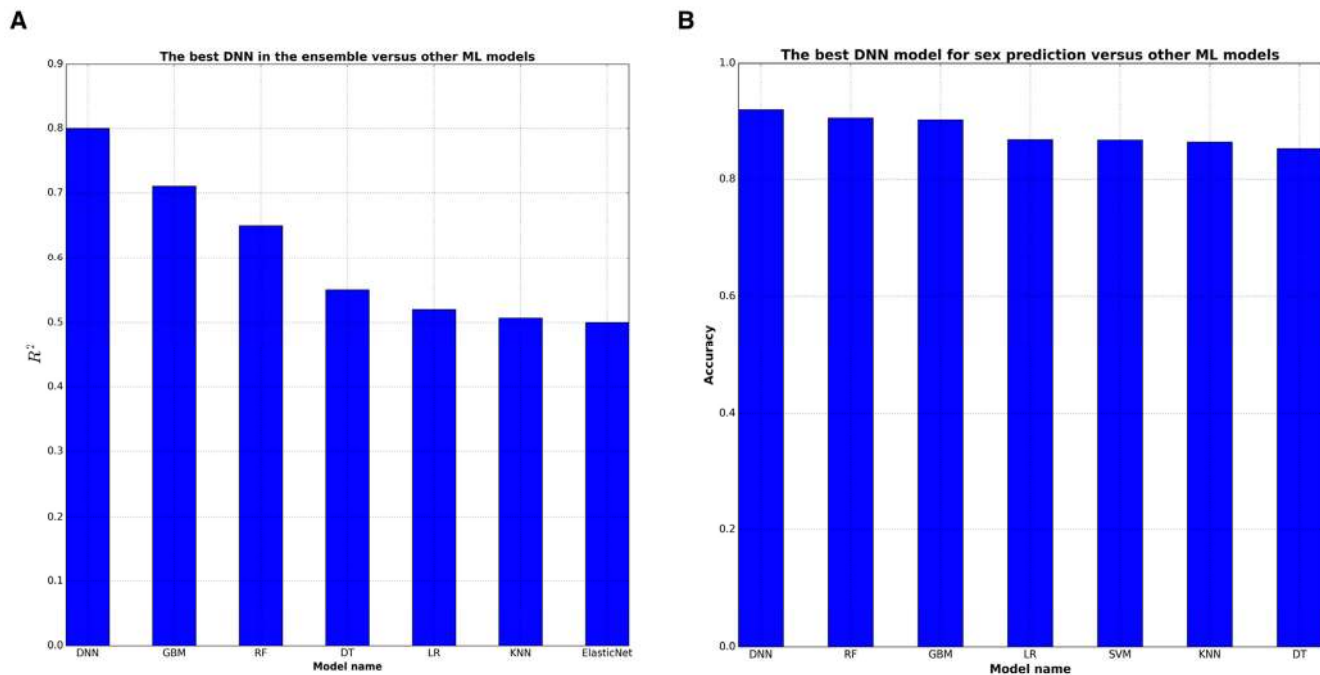 A
The best DNN in the ensemble versus other ML models
0.9
0.8
0.7
0.6
0.5
0.4
0.3
0.2
0.1
0.0
R²
DNN GBM RF DT LR KNN ElasticNet
Model name
B
The best DNN model for sex prediction versus other ML models
1.0
0.8
0.6
0.4
0.2
0.0
Accuracy
DNN RF GBM LR SVM KNN DT
Model name